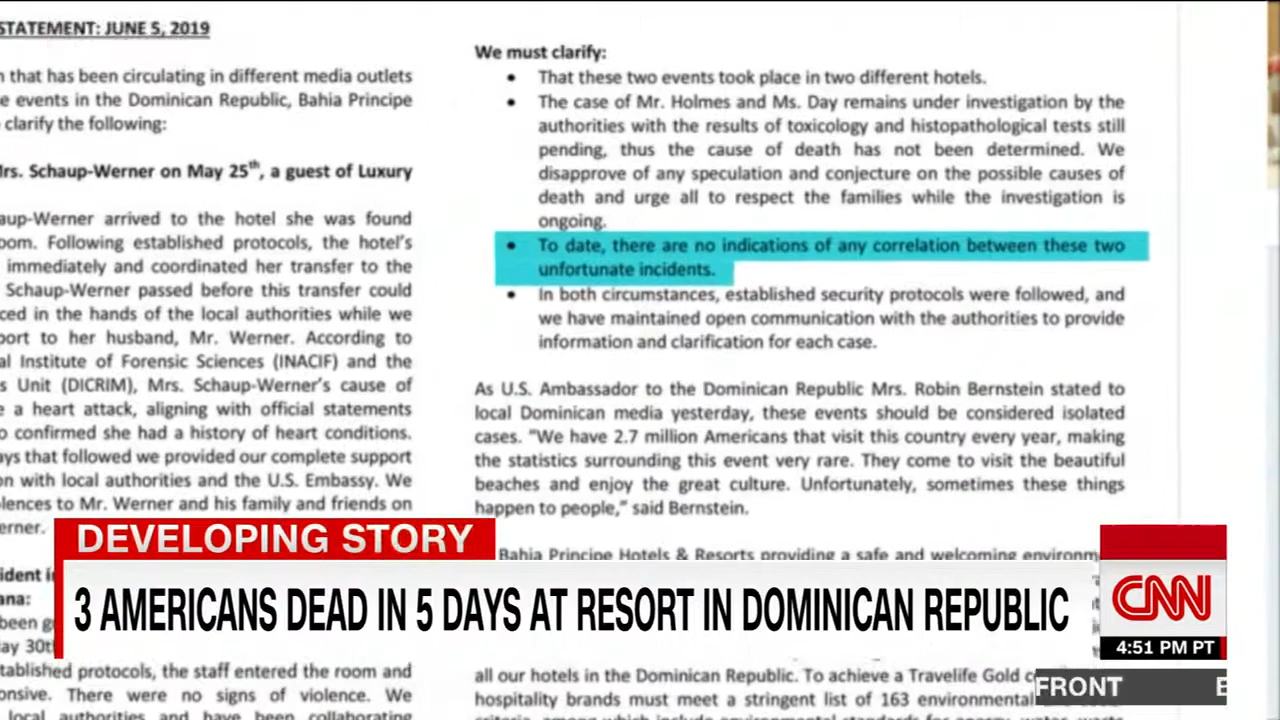 STATEMENT: JUNE 5, 2019
that has been circulating in different media outlets
events in the Dominican Republic, Bahia Principe
clarify the following:
Mrs. Schaup-Werner on May 25th, a guest of Luxury
arrived to the hotel she was found
Following established protocols, the hotel's
immediately and coordinated her transfer to the
Schaup-Werner passed before this transfer could
in the hands of the local authorities while we
to her husband, Mr. Werner. According to
Institute of Forensic Sciences (INACIF) and the
Unit (DICRIM), Mrs. Schaup-Werner's cause of
a heart attack, aligning with official statements
confirmed she had a history of heart conditions.
that followed we provided our complete support
with local authorities and the U.S. Embassy. We
to Mr. Werner and his family and friends on
We must clarify:
• That these two events took place in two different hotels.
• The case of Mr. Holmes and Ms. Day remains under investigation by the
authorities with the results of toxicology and histopathological tests still
pending, thus the cause of death has not been determined. We
disapprove of any speculation and conjecture on the possible causes of
death and urge all to respect the families while the investigation is
ongoing.
• To date, there are no indications of any correlation between these two
unfortunate incidents.
• In both circumstances, established security protocols were followed, and
we have maintained open communication with the authorities to provide
information and clarification for each case.
As U.S. Ambassador to the Dominican Republic Mrs. Robin Bernstein stated to
local Dominican media yesterday, these events should be considered isolated
cases. "We have 2.7 million Americans that visit this country every year, making
the statistics surrounding this event very rare. They come to visit the beautiful
beaches and enjoy the great culture. Unfortunately, sometimes these things
happen to people," said Bernstein.
Bahia Principe Hotels & Resorts providing a safe and welcoming
DEVELOPING STORY
3 AMERICANS DEAD IN 5 DAYS AT RESORT IN DOMINICAN REPUBLIC
CNN
4:51 PM PT
FRONT
protocols, the staff entered the room and
There were no signs of violence. We
local authorities and have been collaborating
all our hotels in the Dominican Republic. To achieve a Travelife Gold
hospitality brands must meet a stringent list of 163 environmental